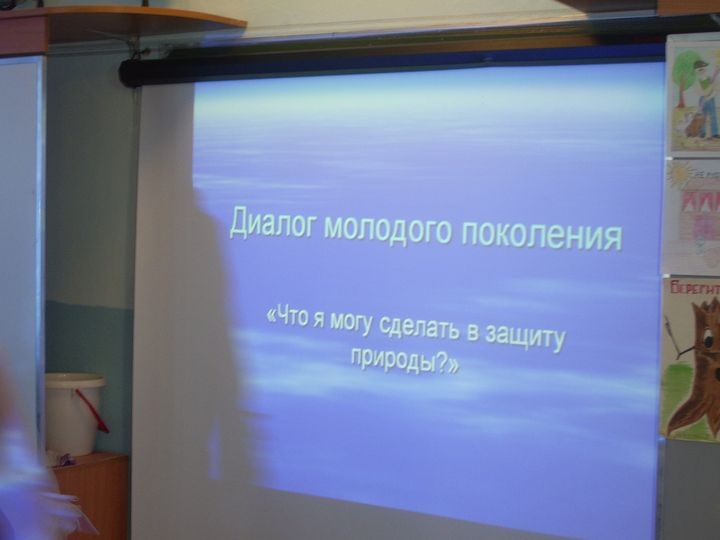 Диалог молодого поколения
«Что я могу сделать в защиту
природы?»